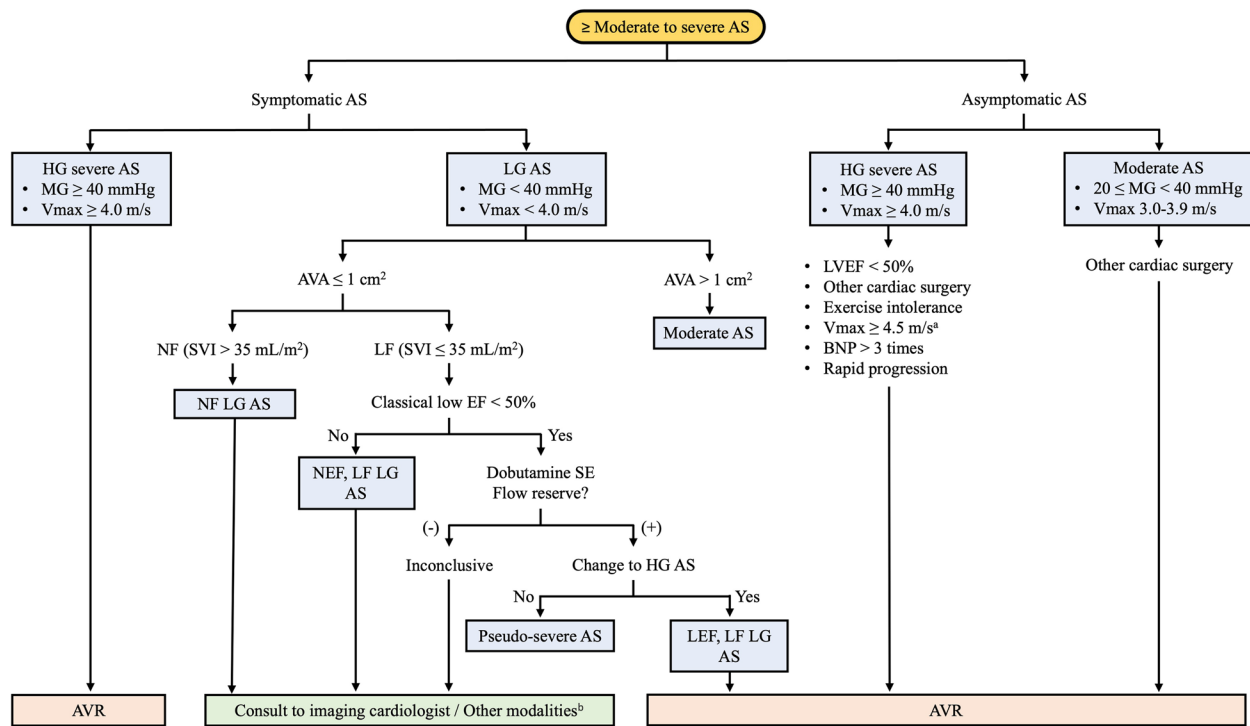 ≥ Moderate to severe AS
Symptomatic AS
Asymptomatic AS
HG severe AS
• MG ≥ 40 mmHg
• Vmax ≥ 4.0 m/s
LG AS
• MG < 40 mmHg
• Vmax < 4.0 m/s
HG severe AS
• MG ≥ 40 mmHg
• Vmax ≥ 4.0 m/s
Moderate AS
• 20 ≤ MG < 40 mmHg
• Vmax 3.0-3.9 m/s
AVA ≤ 1 cm²
AVA > 1 cm²
• LVEF < 50%
• Other cardiac surgery
• Exercise intolerance
• Vmax ≥ 4.5 m/sᵃ
• BNP > 3 times
• Rapid progression
Other cardiac surgery
Moderate AS
NF (SVI > 35 mL/m²)
LF (SVI ≤ 35 mL/m²)
NF LG AS
Classical low EF < 50%
No
Yes
NEF, LF LG
AS
Dobutamine SE
Flow reserve?
(-)
(+)
Inconclusive
Change to HG AS
No
Yes
Pseudo-severe AS
LEF, LF LG
AS
AVR
Consult to imaging cardiologist / Other modalitiesᵇ
AVR